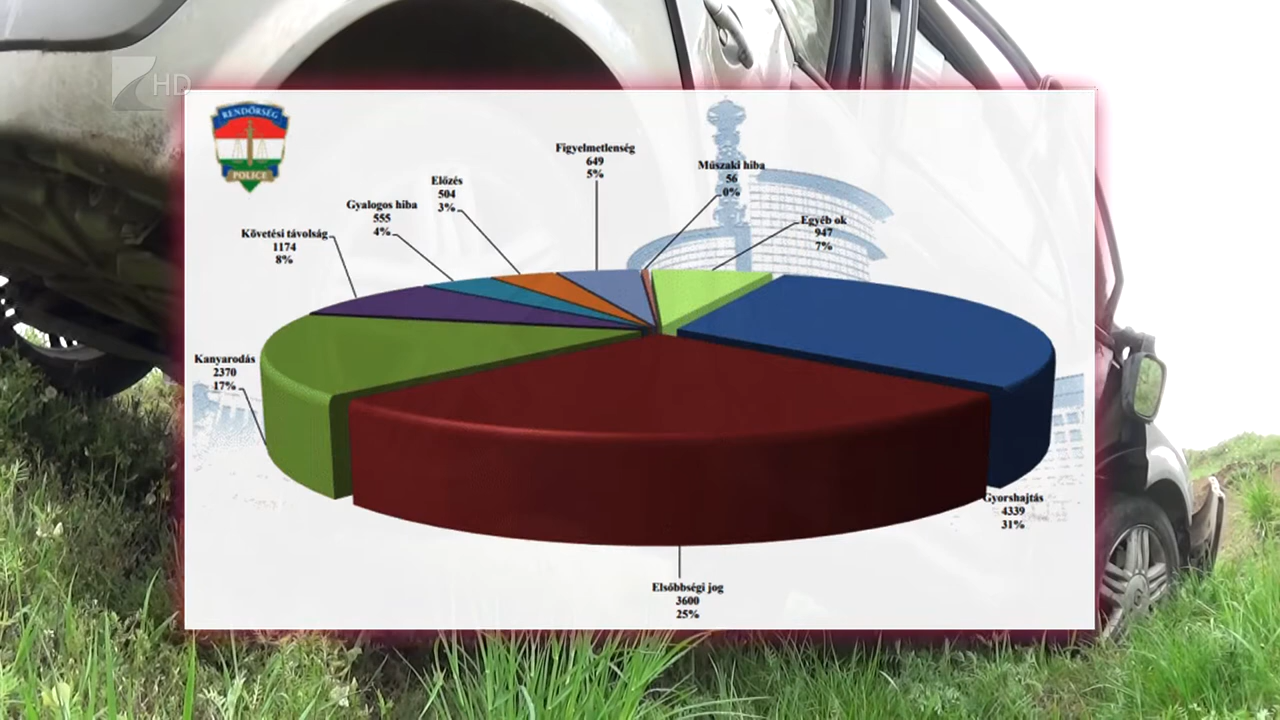 HD
RENDŐRSÉG
POLICE
Figyelmetlenség
649
5%
Műszaki hiba
56
0%
Előzés
504
3%
Gyalogos hiba
555
4%
Egyéb ok
947
7%
Követési távolság
1174
8%
Kanyarodás
2370
17%
Gyorshajtás
4339
31%
Elsőbbségi jog
3600
25%